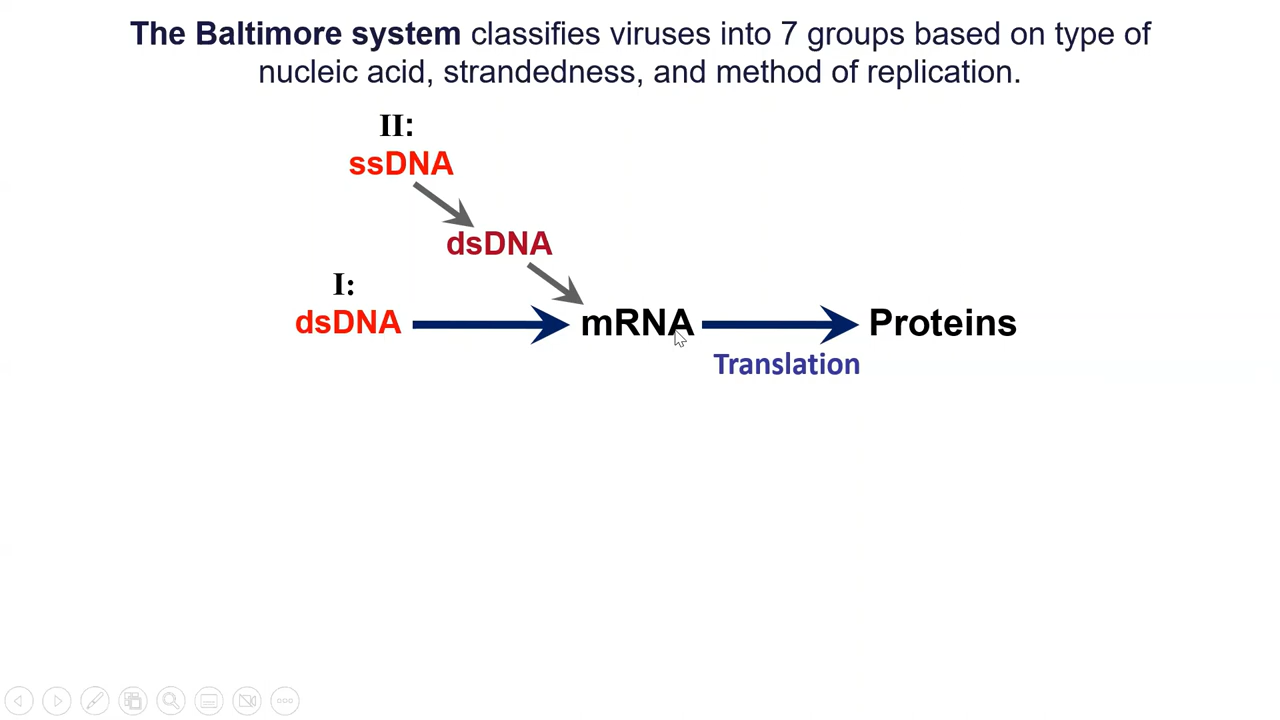 The Baltimore system classifies viruses into 7 groups based on type of
nucleic acid, strandedness, and method of replication.
II:
ssDNA
dsDNA
I:
dsDNA
mRNA
Proteins
Translation